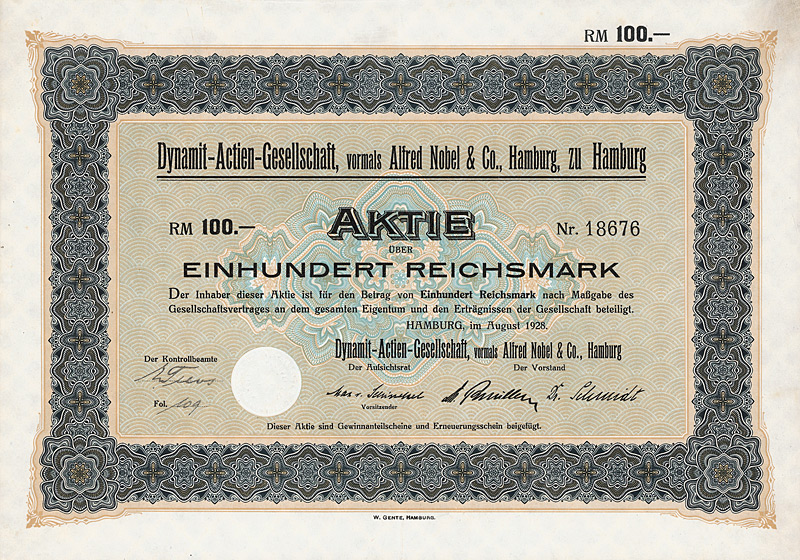 RM 100.—
Dynamit-Actien-Gesellschaft, vormals Alfred Nobel & Co., Hamburg, zu Hamburg
RM 100.— AKTIE Nr. 18676
ÜBER
EINHUNDERT REICHSMARK
Der Inhaber dieser Aktie ist für den Betrag von Einhundert Reichsmark nach Maßgabe des
Gesellschaftsvertrages an dem gesamten Eigentum und den Erträgnissen der Gesellschaft beteiligt.
HAMBURG, im August 1928.
Dynamit-Actien-Gesellschaft, vormals Alfred Nobel & Co., Hamburg
Der Kontrollbeamte Der Aufsichtsrat Der Vorstand
Dr. Schmidt
Fol. 109 Vorsitzender
Dieser Aktie sind Gewinnanteilscheine und Erneuerungsschein beigefügt.
W. GENTE, HAMBURG.